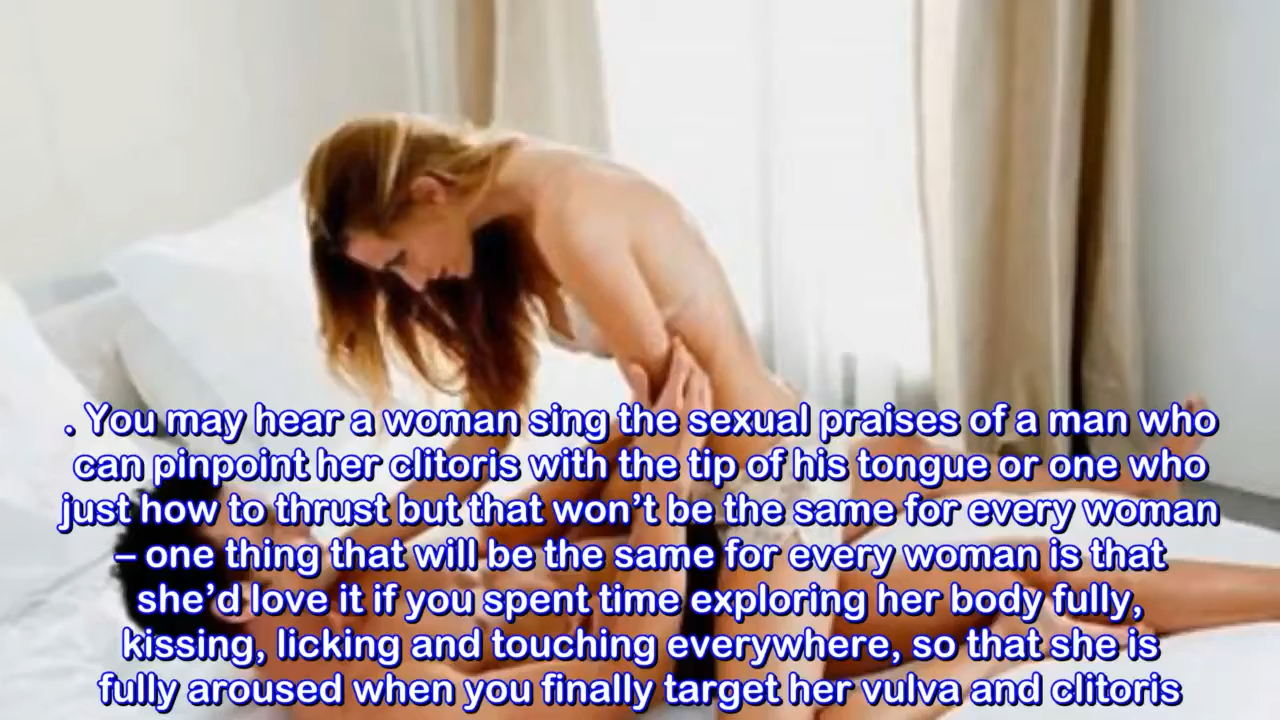 . You may hear a woman sing the sexual praises of a man who
can pinpoint her clitoris with the tip of his tongue or one who
just how to thrust but that won’t be the same for every woman
– one thing that will be the same for every woman is that
she’d love it if you spent time exploring her body fully,
kissing, licking and touching everywhere, so that she is
fully aroused when you finally target her vulva and clitoris